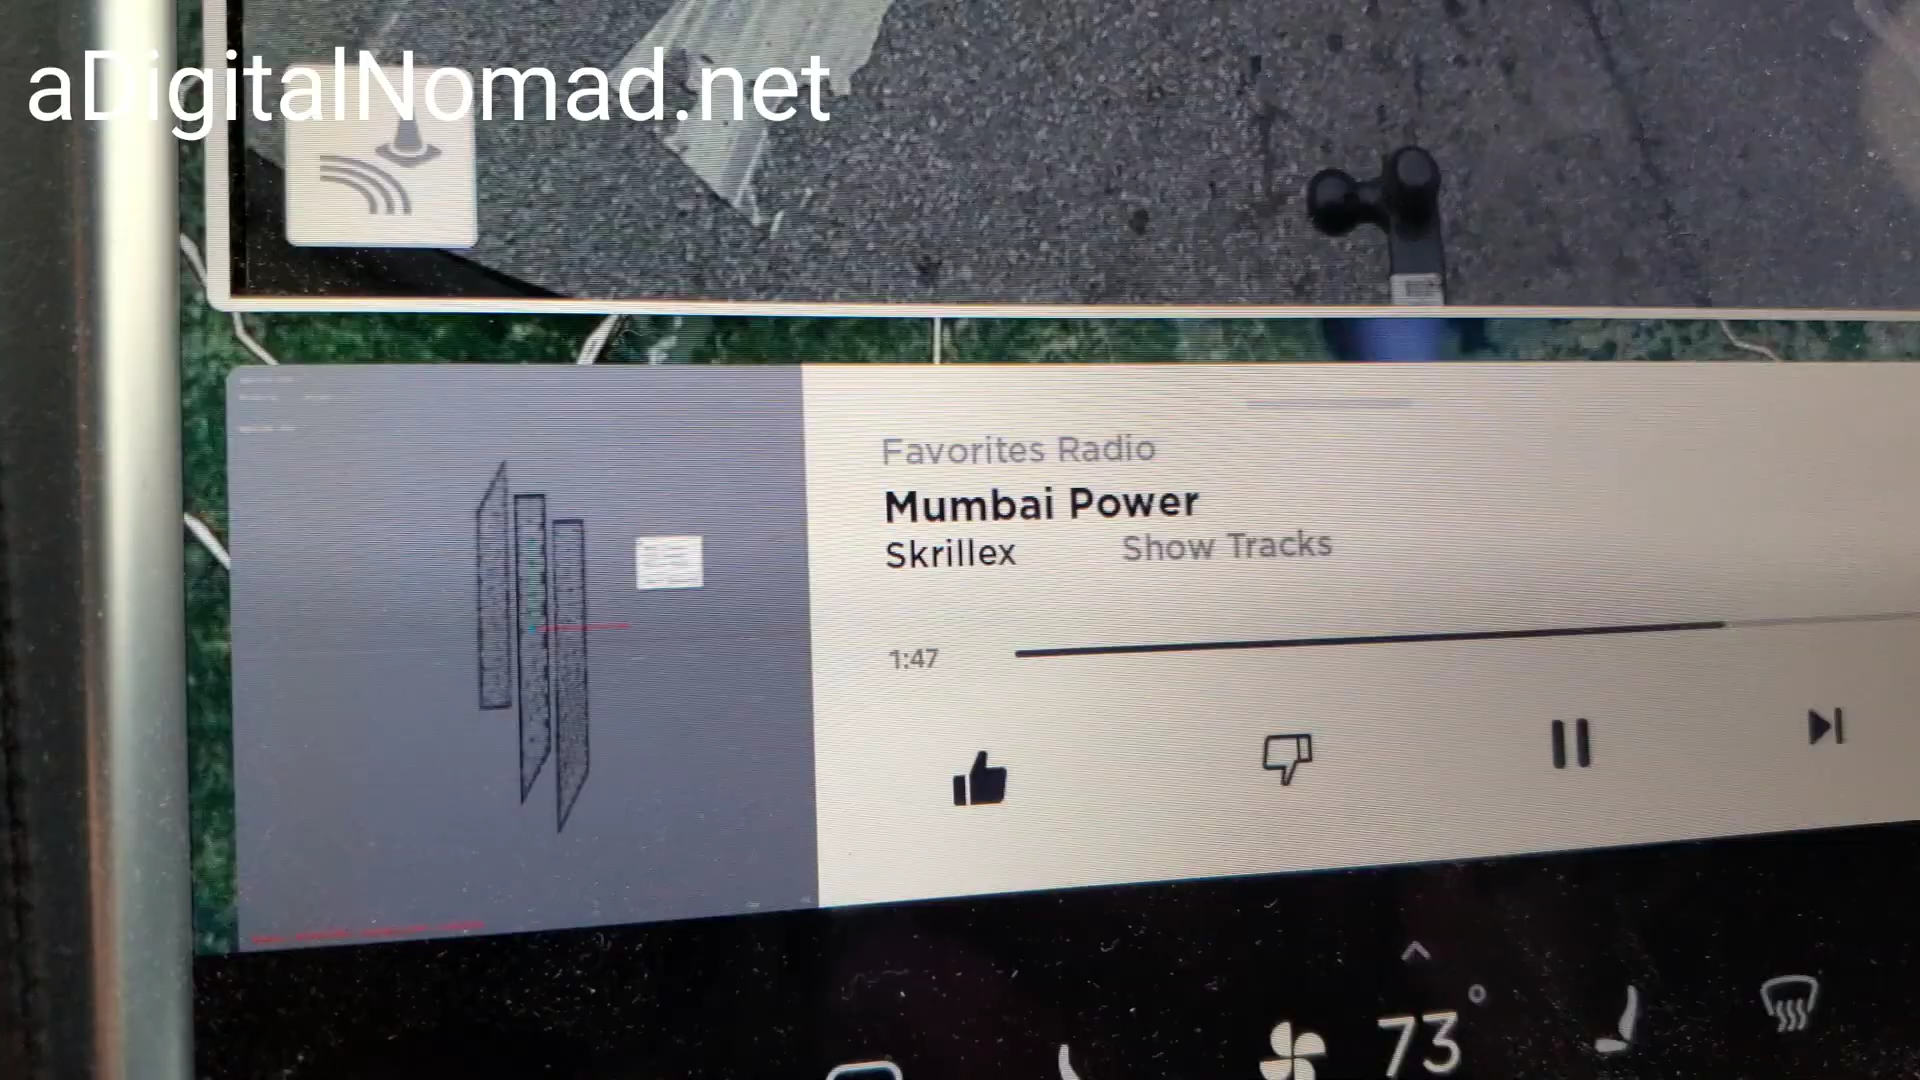 aDigitalNomad.net
Favorites Radio
Mumbai Power
Skrillex Show Tracks
1:47
73°